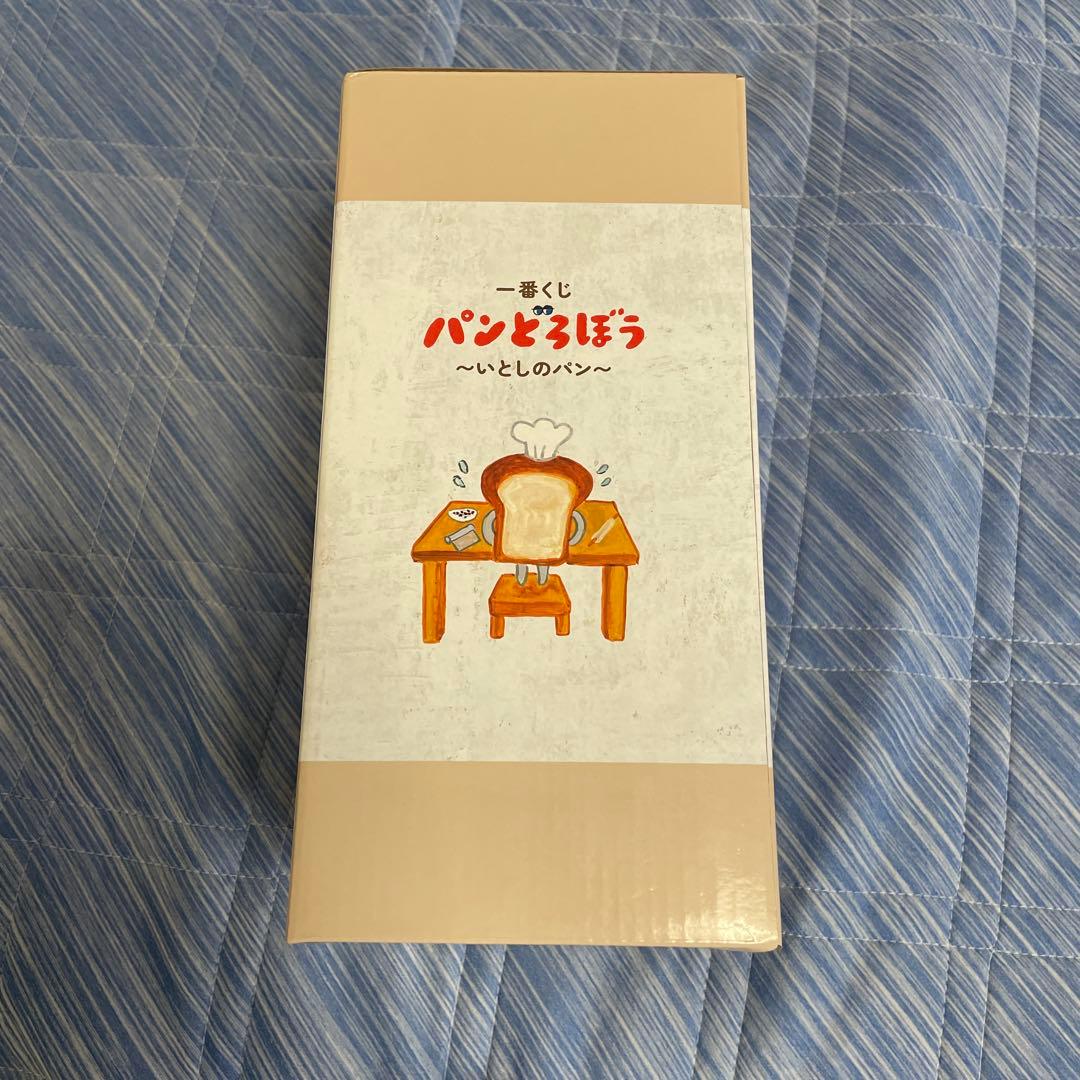 一番くじ
パンどろぼう
〜いとしのパン〜